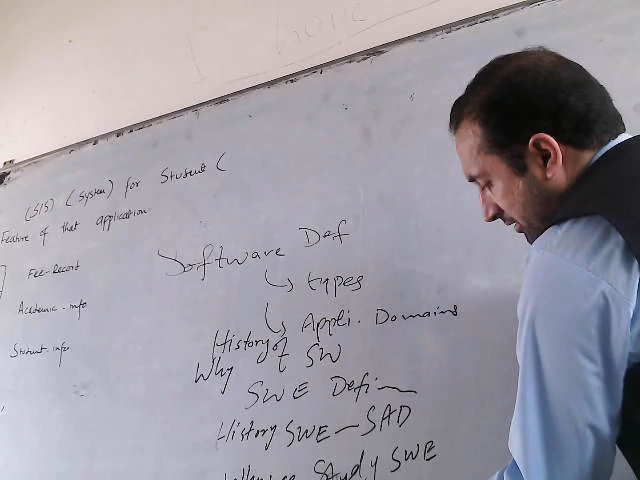 I have
(SIS) (System) for Student (
Feature of that application
Fee-Record
Academic-info
Student info
Software Def
↳ types
↳ Appli. Domains
History of SW
Why
SWE Defi
History SWE - SAD
Study SWE